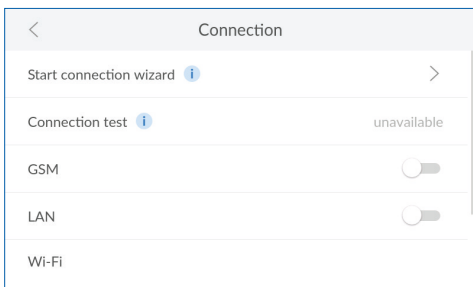 Connection
Start connection wizard i
Connection test i unavailable
GSM
LAN
Wi-Fi